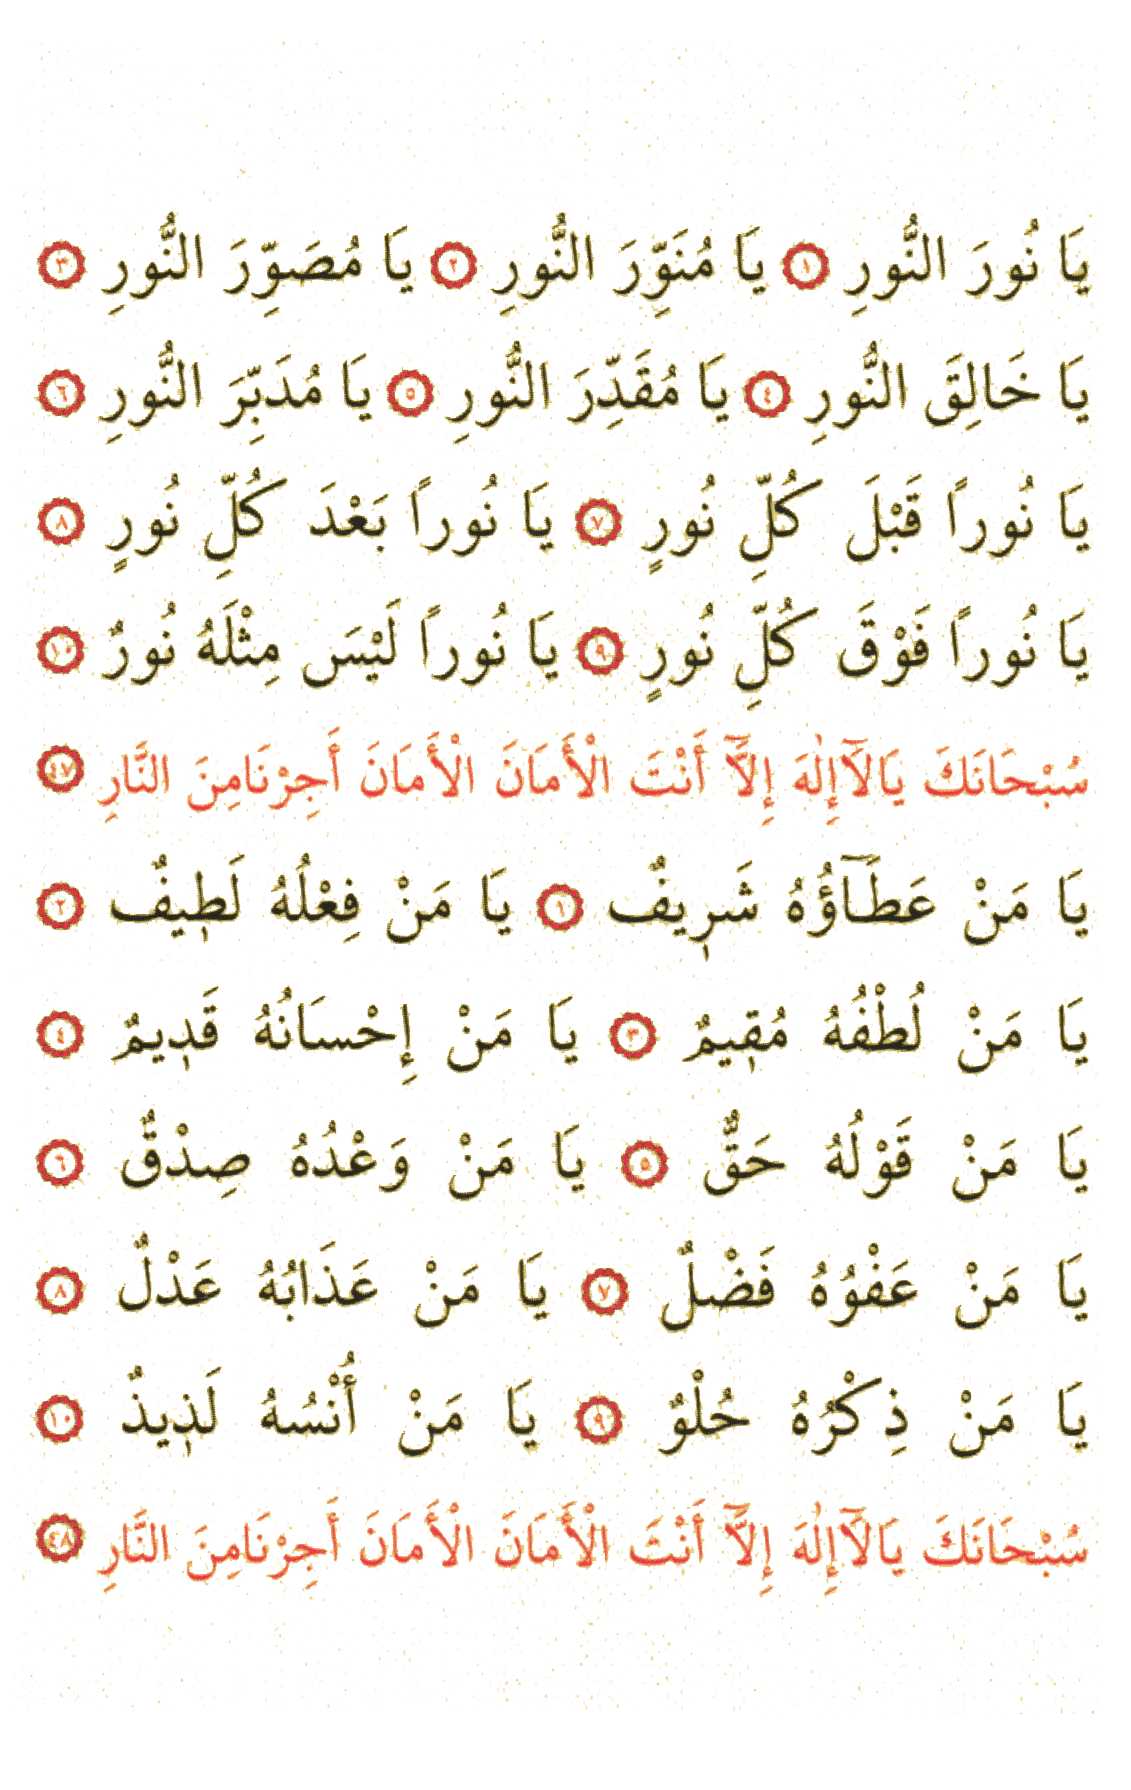 يَا نُورَ النُّورِ ١ يَا مُنَوِّرَ النُّورِ ٢ يَا مُصَوِّرَ النُّورِ ٣
يَا خَالِقَ النُّورِ ٤ يَا مُقَدِّرَ النُّورِ ٥ يَا مُدَبِّرَ النُّورِ ٦
يَا نُوراً قَبْلَ كُلِّ نُورٍ ٧ يَا نُوراً بَعْدَ كُلِّ نُورٍ ٨
يَا نُوراً فَوْقَ كُلِّ نُورٍ ٩ يَا نُوراً لَيْسَ مِثْلَهُ نُورٌ ١٠
سُبْحَانَكَ يَالَآإِلٰهَ إِلَّآ أَنْتَ الْأَمَانَ الْأَمَانَ أَجِرْنَامِنَ النَّارِ ٤٧
يَا مَنْ عَطَآؤُهُ شَرٖيفٌ ١ يَا مَنْ فِعْلُهُ لَطٖيفٌ ٢
يَا مَنْ لُطْفُهُ مُقٖيمٌ ٣ يَا مَنْ إِحْسَانُهُ قَدٖيمٌ ٤
يَا مَنْ قَوْلُهُ حَقٌّ ٥ يَا مَنْ وَعْدُهُ صِدْقٌ ٦
يَا مَنْ عَفْوُهُ فَضْلٌ ٧ يَا مَنْ عَذَابُهُ عَدْلٌ ٨
يَا مَنْ ذِكْرُهُ حُلْوٌ ٩ يَا مَنْ أُنْسُهُ لَذٖيذٌ ١٠
سُبْحَانَكَ يَالَآإِلٰهَ إِلَّآ أَنْتَ الْأَمَانَ الْأَمَانَ أَجِرْنَامِنَ النَّارِ ٤٨